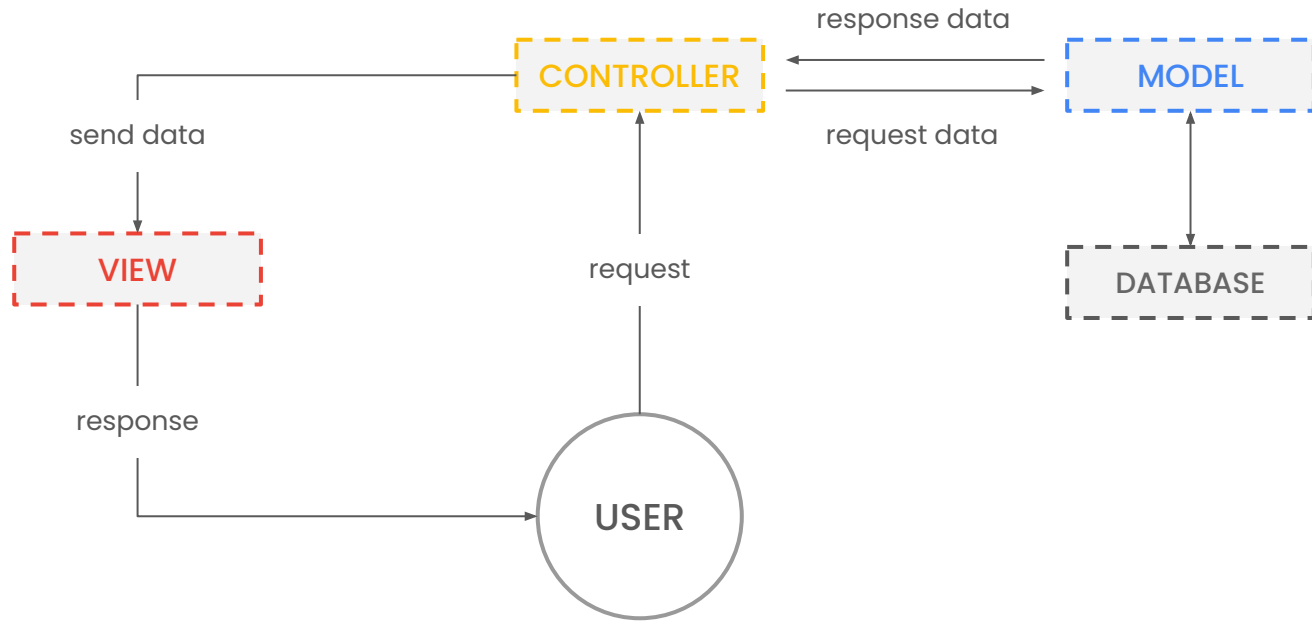 response data
CONTROLLER
MODEL
send data
request data
VIEW
request
DATABASE
response
USER